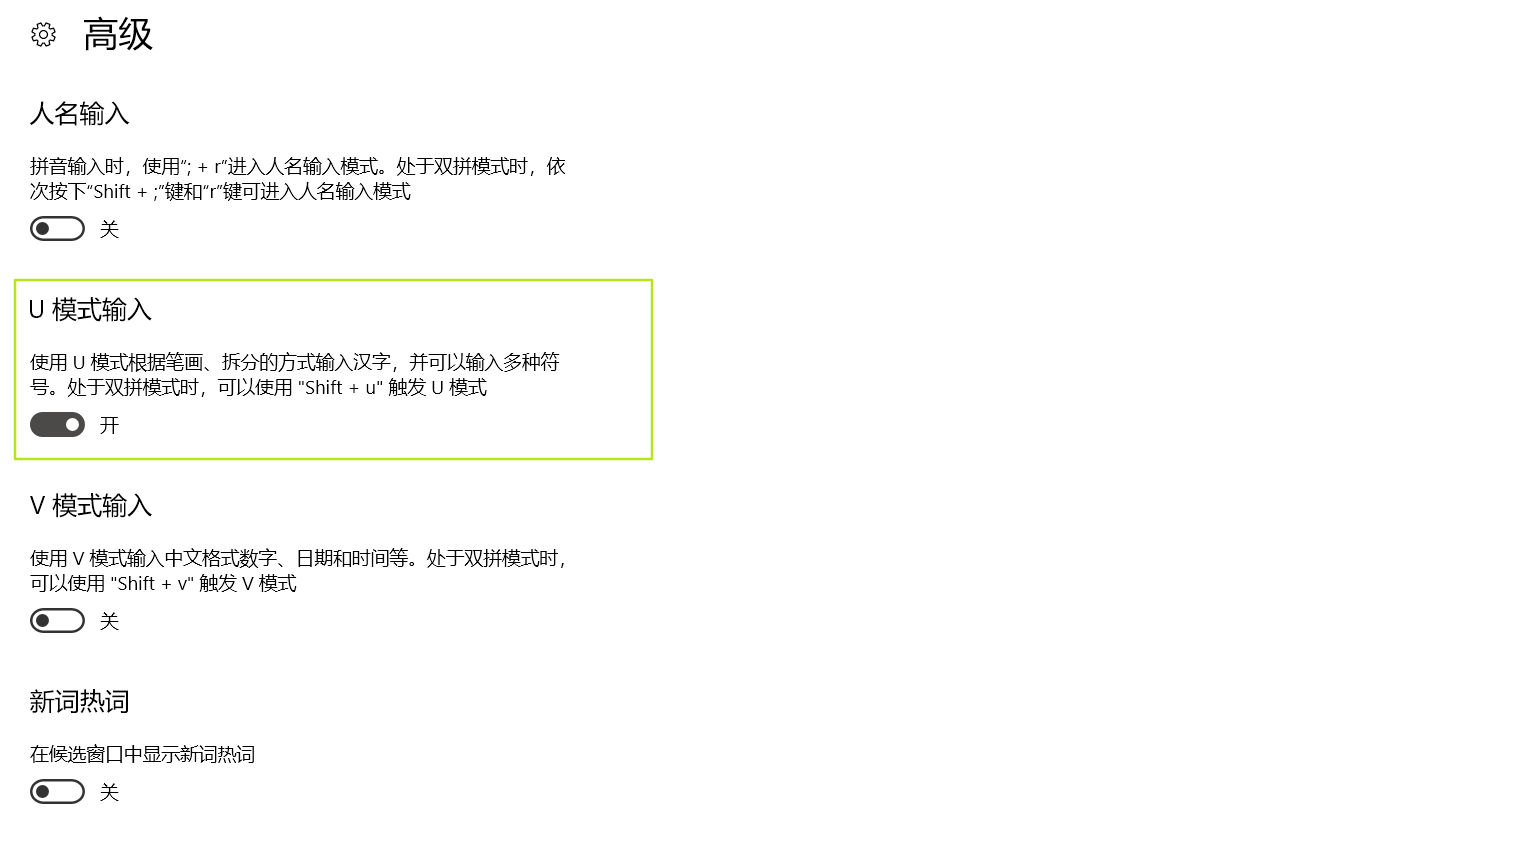 高级
人名输入
拼音输入时，使用“; + r”进入人名输入模式。处于双拼模式时，依
次按下“Shift + ;”键和“r”键可进入人名输入模式
关
U 模式输入
使用 U 模式根据笔画、拆分的方式输入汉字，并可以输入多种符
号。处于双拼模式时，可以使用 "Shift + u" 触发 U 模式
开
V 模式输入
使用 V 模式输入中文格式数字、日期和时间等。处于双拼模式时，
可以使用 "Shift + v" 触发 V 模式
关
新词热词
在候选窗口中显示新词热词
关